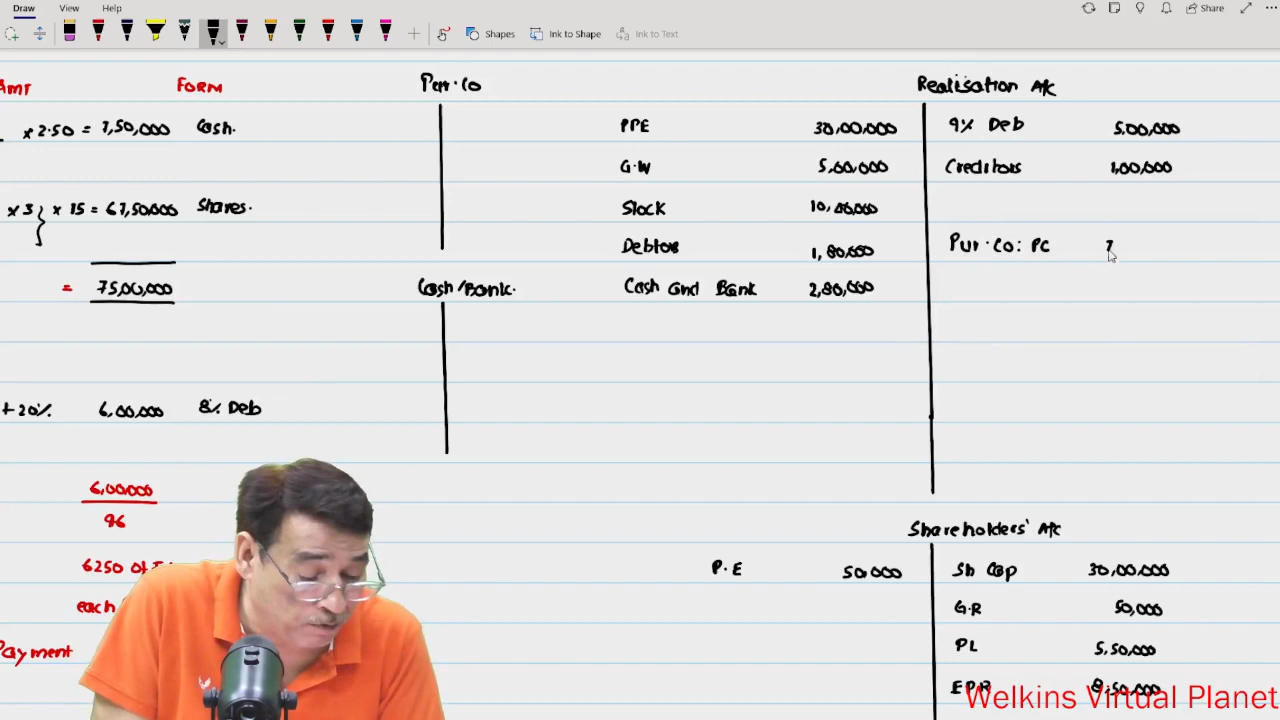 Draw View Help
Share
Shapes Ink to Shape Ink to Text
AMT FORM Pur.Co Realisation A/c
x 2.50 = 7,50,000 Cash. PPE 30,00,000 9% Deb 5,00,000
G.W 5,00,000 Creditors 1,00,000
x 3 } x 15 = 67,50,000 Shares. Stock 10,00,000
Debtors 1,80,000 Pur.Co: PC 7
= 75,00,000 Cash/Bank. Cash and Bank 2,80,000
+ 20% 6,00,000 8% Deb
6,00,000
96
Shareholders' A/c
6250 of P.E 50,000 Sh Cap 30,00,000
each G.R 50,000
Payment PL 5,50,000
8,50,000
Welkins Virtual Planet